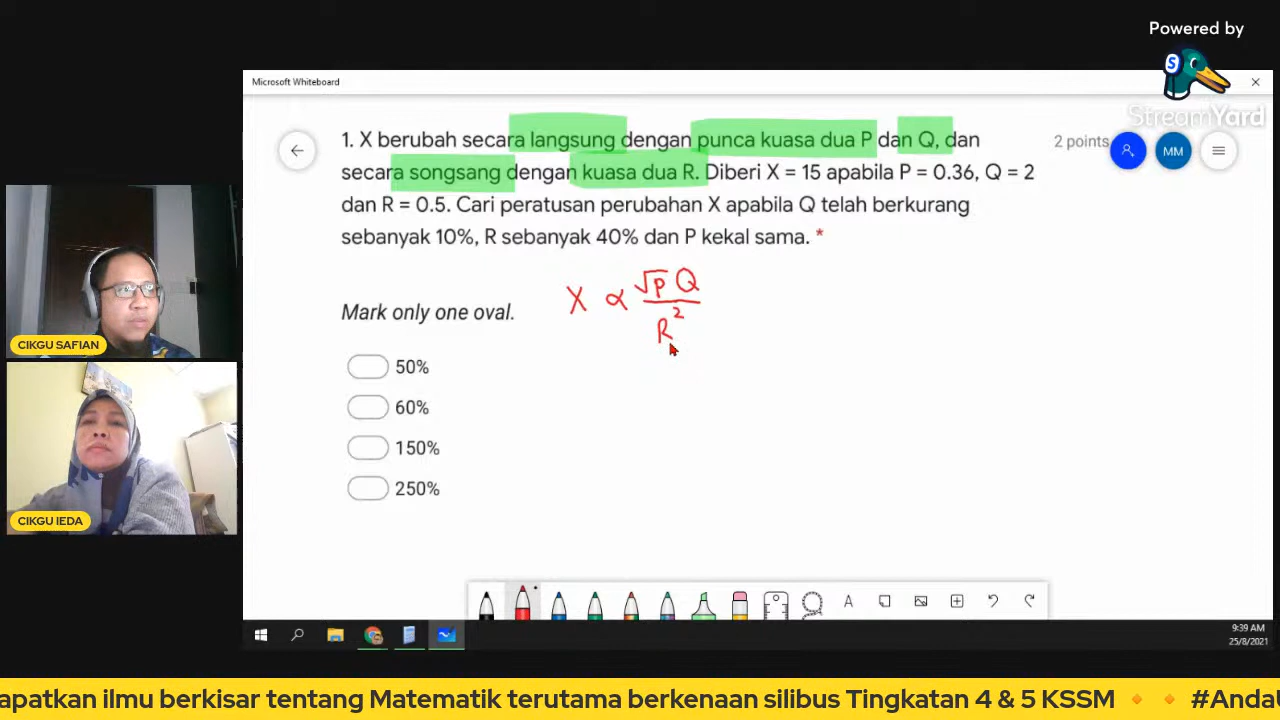 Powered by
StreamYard
Microsoft Whiteboard
1. X berubah secara langsung dengan punca kuasa dua P dan Q, dan
secara songsang dengan kuasa dua R. Diberi X = 15 apabila P = 0.36, Q = 2
dan R = 0.5. Cari peratusan perubahan X apabila Q telah berkurang
sebanyak 10%, R sebanyak 40% dan P kekal sama. *
2 points
MM
X ∝ √P Q / R²
Mark only one oval.
50%
60%
150%
250%
CIKGU SAFIAN
CIKGU IEDA
A
9:39 AM
25/8/2021
apatkan ilmu berkisar tentang Matematik terutama berkenaan silibus Tingkatan 4 & 5 KSSM 🔸 🔸 #Anda